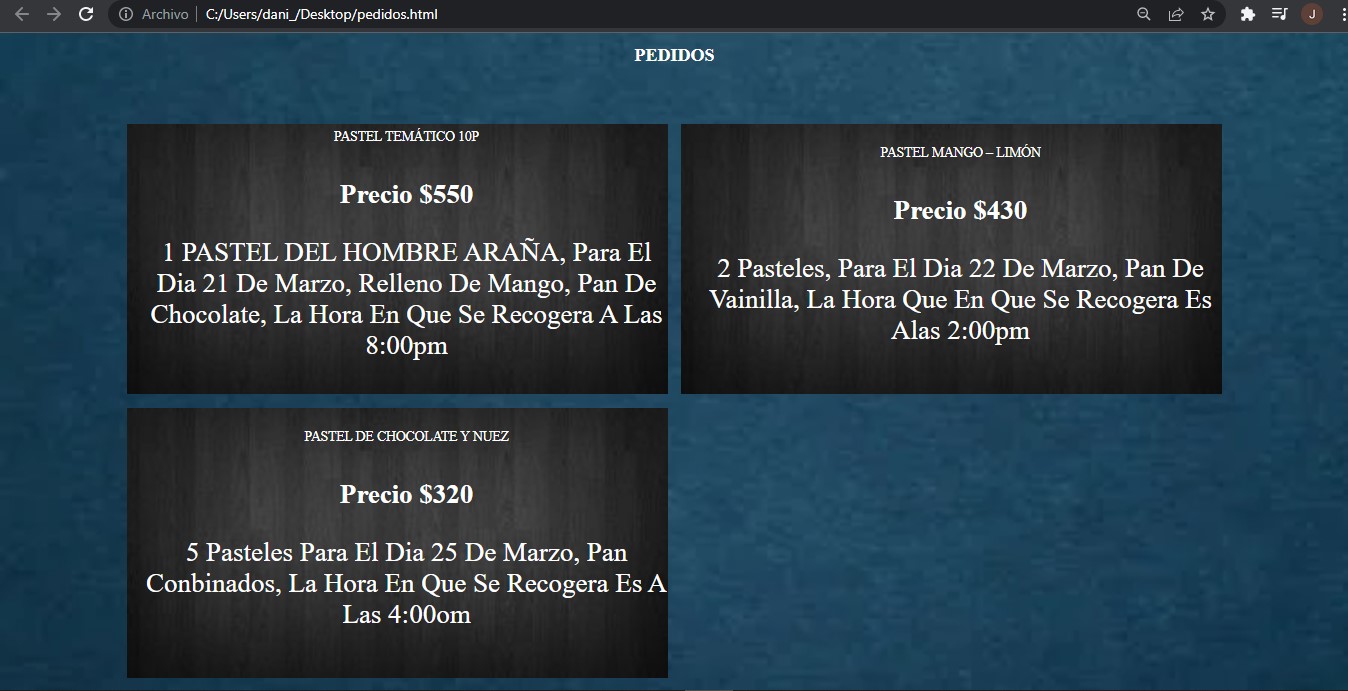 Archivo
C:/Users/dani_/Desktop/pedidos.html
J
PEDIDOS
PASTEL TEMÁTICO 10P
Precio $550
1 PASTEL DEL HOMBRE ARAÑA, Para El
Dia 21 De Marzo, Relleno De Mango, Pan De
Chocolate, La Hora En Que Se Recogera A Las
8:00pm
PASTEL MANGO – LIMÓN
Precio $430
2 Pasteles, Para El Dia 22 De Marzo, Pan De
Vainilla, La Hora Que En Que Se Recogera Es
Alas 2:00pm
PASTEL DE CHOCOLATE Y NUEZ
Precio $320
5 Pasteles Para El Dia 25 De Marzo, Pan
Conbinados, La Hora En Que Se Recogera Es A
Las 4:00om